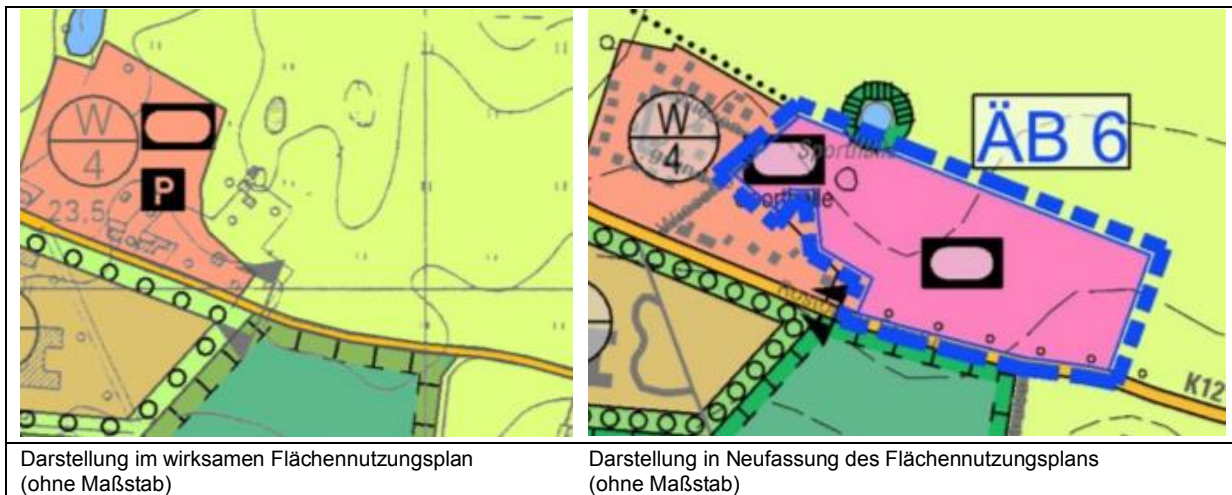 W
4
P
23,5
W
4
Sporthalle
ÄB 6
K12
Darstellung im wirksamen Flächennutzungsplan
(ohne Maßstab)
Darstellung in Neufassung des Flächennutzungsplans
(ohne Maßstab)